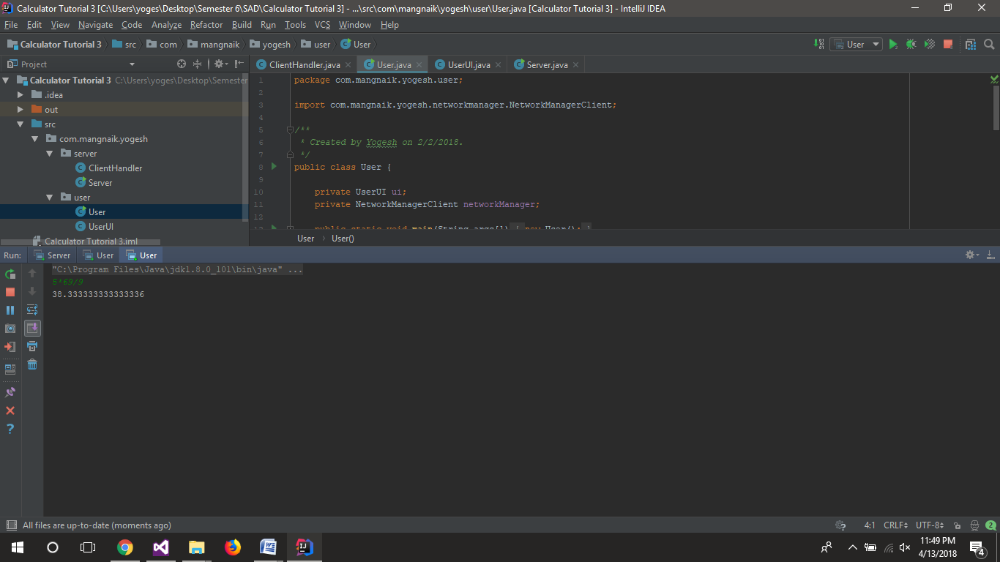 Calculator Tutorial 3 [C:\Users\yoges\Desktop\Semester 6\SAD\Calculator Tutorial 3] - ...\src\com\mangnaik\yogesh\user\User.java [Calculator Tutorial 3] - IntelliJ IDEA
File Edit View Navigate Code Analyze Refactor Build Run Tools VCS Window Help
Calculator Tutorial 3 src com mangnaik yogesh user User
User
Project
ClientHandler.java User.java UserUI.java Server.java
Calculator Tutorial 3 C:\Users\yoges\Desktop\Semester
.idea
out
src
com.mangnaik.yogesh
server
ClientHandler
Server
user
User
UserUI
Calculator Tutorial 3.iml
1 package com.mangnaik.yogesh.user;
2
3 import com.mangnaik.yogesh.networkmanager.NetworkManagerClient;
4
5 /**
6 * Created by Yogesh on 2/2/2018.
7 */
8 public class User {
9
10 private UserUI ui;
11 private NetworkManagerClient networkManager;
12
public static void main(String args[]) { new User(); }
User User()
Run: Server User User
"C:\Program Files\Java\jdk1.8.0_101\bin\java" ...
5*69/9
38.333333333333336
All files are up-to-date (moments ago)
4:1 CRLF UTF-8 2
11:49 PM
4/13/2018
4